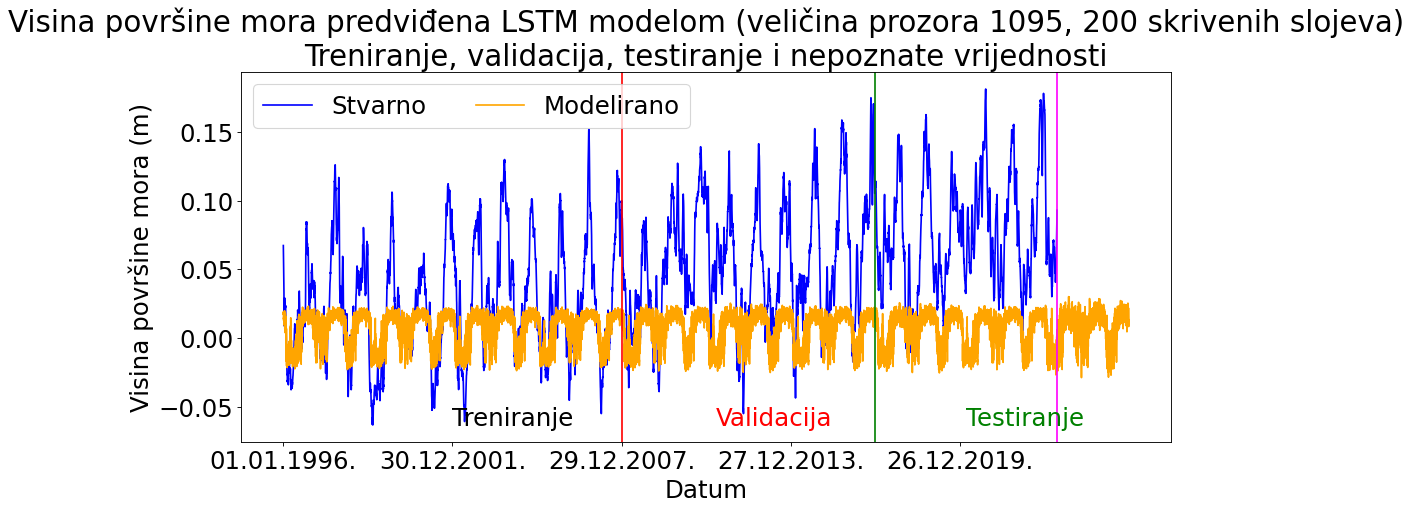 Visina površine mora predviđena LSTM modelom (veličina prozora 1095, 200 skrivenih slojeva)
Treniranje, validacija, testiranje i nepoznate vrijednosti
Stvarno Modelirano
Visina površine mora (m)
0.15
0.10
0.05
0.00
−0.05
Treniranje Validacija Testiranje
01.01.1996. 30.12.2001. 29.12.2007. 27.12.2013. 26.12.2019.
Datum